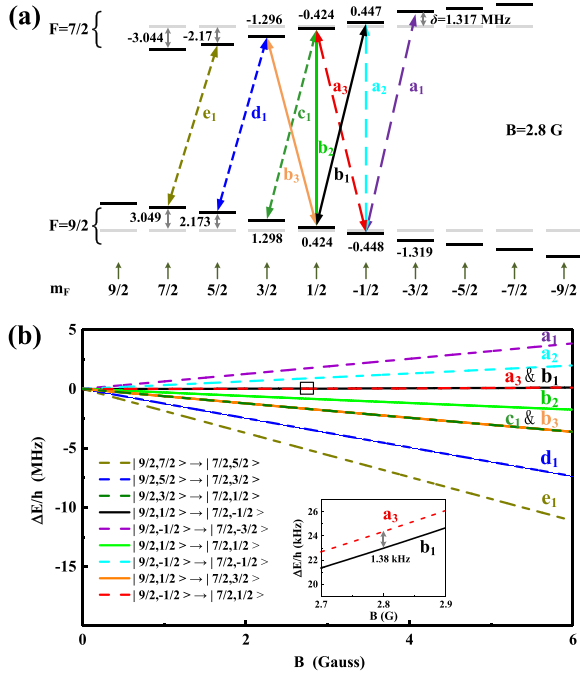 (a)
F=7/2
-3.044
-2.17
-1.296
-0.424
0.447
δ=1.317 MHz
e1
d1
c1
a3
a2
a1
b3
b2
b1
B=2.8 G
F=9/2
3.049
2.173
1.298
0.424
-0.448
-1.319
mF
9/2 7/2 5/2 3/2 1/2 -1/2 -3/2 -5/2 -7/2 -9/2
(b)
ΔE/h (MHz)
5
0
-5
-10
-15
a1
a2
a3 & b1
b2
c1 & b3
d1
e1
| 9/2,7/2 > → | 7/2,5/2 >
| 9/2,5/2 > → | 7/2,3/2 >
| 9/2,3/2 > → | 7/2,1/2 >
| 9/2,1/2 > → | 7/2,-1/2 >
| 9/2,-1/2 > → | 7/2,-3/2 >
| 9/2,1/2 > → | 7/2,1/2 >
| 9/2,-1/2 > → | 7/2,-1/2 >
| 9/2,1/2 > → | 7/2,3/2 >
| 9/2,-1/2 > → | 7/2,1/2 >
ΔE/h (kHz)
26
24
22
20
19
a3
b1
1.38 kHz
2.7 2.8 2.9
B (G)
0 2 4 6
B (Gauss)